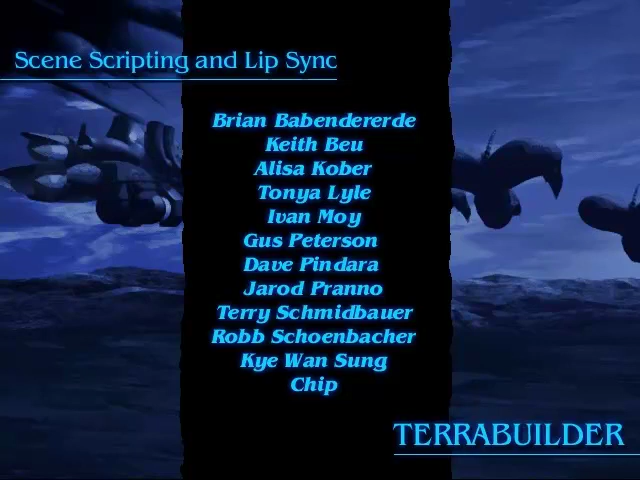 Scene Scripting and Lip Sync
Brian Babendererde
Keith Beu
Alisa Kober
Tonya Lyle
Ivan Moy
Gus Peterson
Dave Pindara
Jarod Pranno
Terry Schmidbauer
Robb Schoenbacher
Kye Wan Sung
Chip
TERRABUILDER